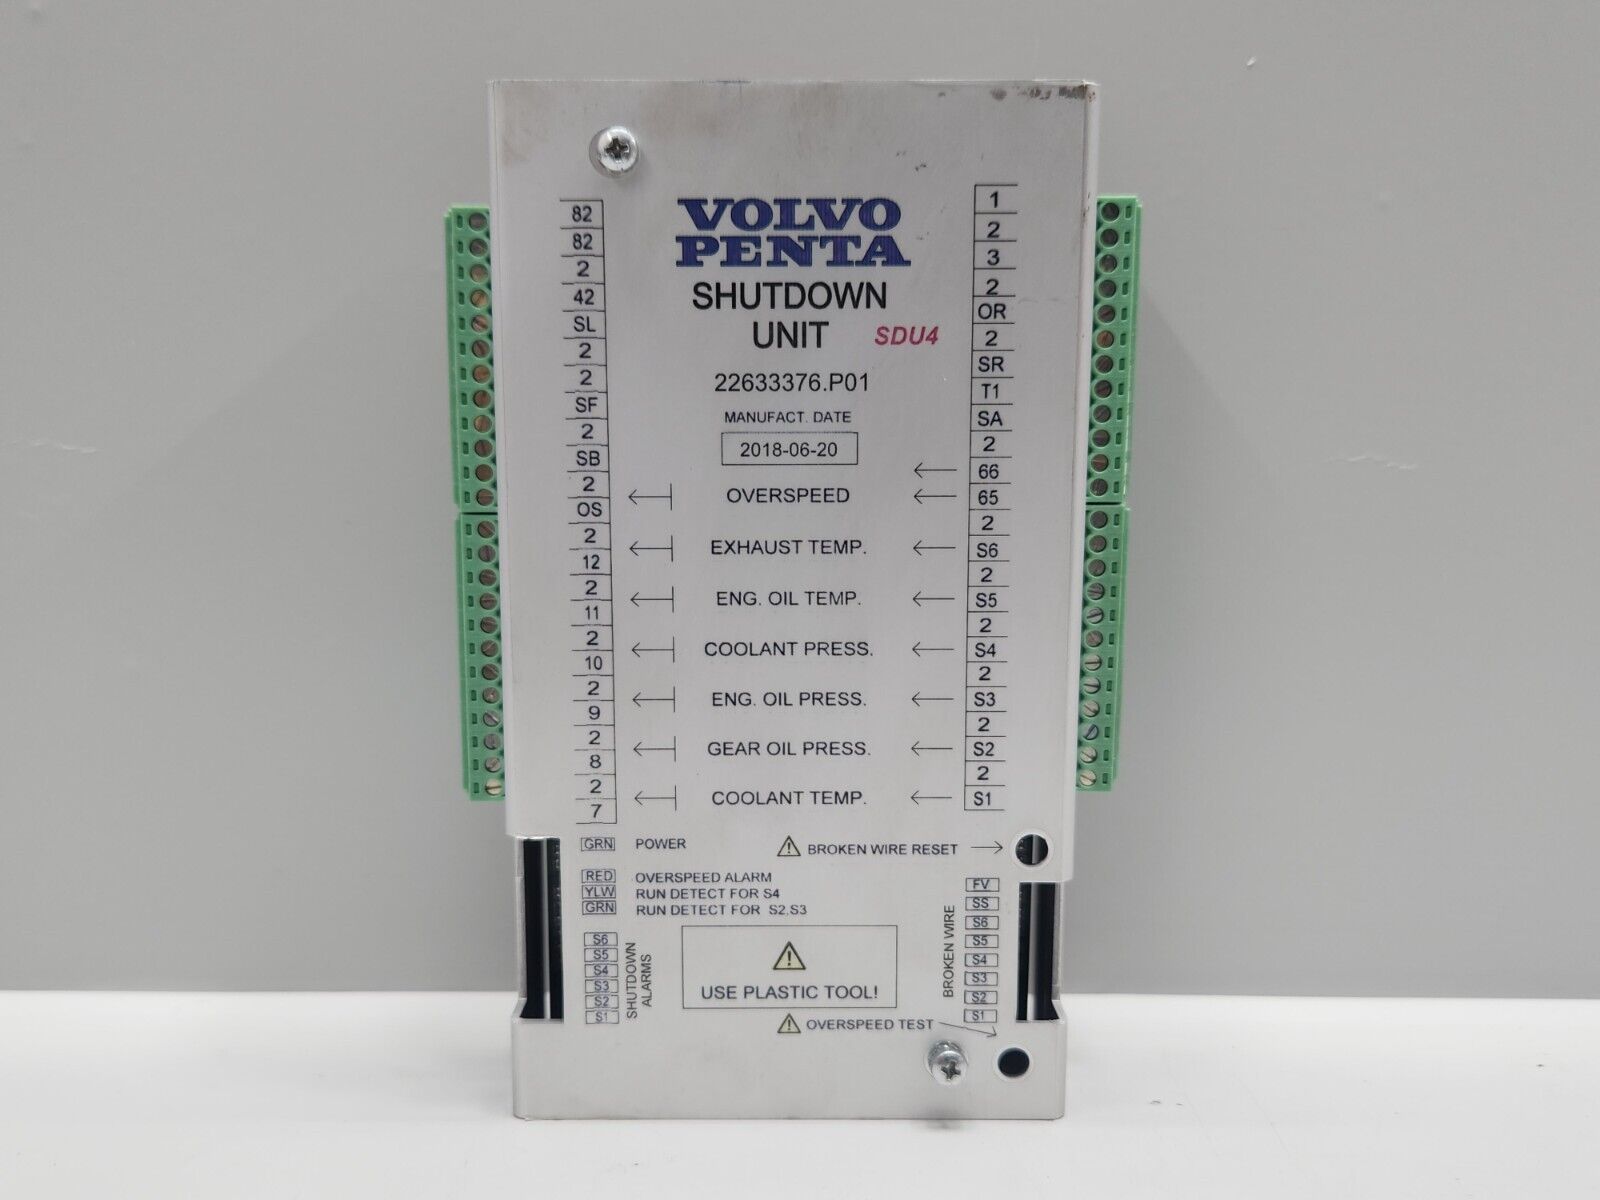 VOLVO
PENTA
SHUTDOWN
UNIT SDU4
22633376.P01
MANUFACT. DATE
2018-06-20
82
82
2
42
SL
2
2
SF
2
SB
2
OS
2
12
2
11
2
10
2
9
2
8
2
7
OVERSPEED
EXHAUST TEMP.
ENG. OIL TEMP.
COOLANT PRESS.
ENG. OIL PRESS.
GEAR OIL PRESS.
COOLANT TEMP.
1
2
3
2
OR
2
SR
T1
SA
2
66
65
2
S6
2
S5
2
S4
2
S3
2
S2
2
S1
GRN POWER
BROKEN WIRE RESET
RED OVERSPEED ALARM
YLW RUN DETECT FOR S4
GRN RUN DETECT FOR S2,S3
S6
S5
S4
S3
S2
S1
SHUTDOWN
ALARMS
USE PLASTIC TOOL!
BROKEN WIRE
FV
SS
S6
S5
S4
S3
S2
S1
OVERSPEED TEST